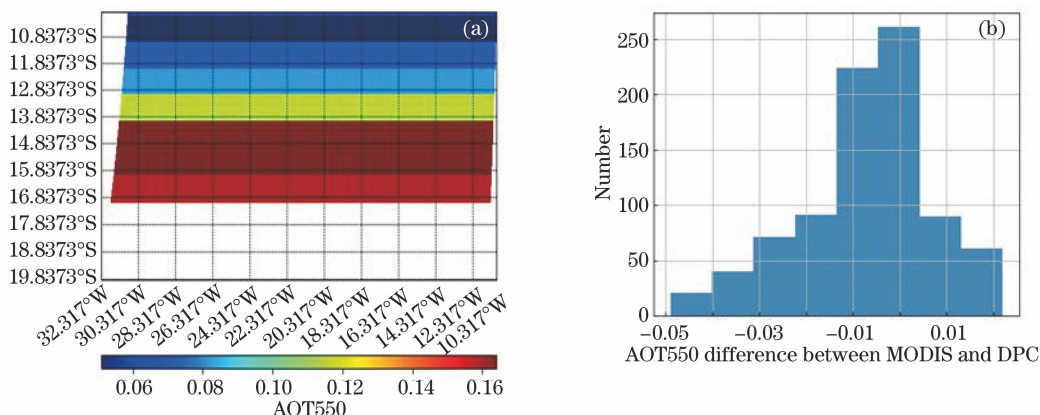 (a)
10.8373°S
11.8373°S
12.8373°S
13.8373°S
14.8373°S
15.8373°S
16.8373°S
17.8373°S
18.8373°S
19.8373°S
32.317°W
30.317°W
28.317°W
26.317°W
24.317°W
22.317°W
20.317°W
18.317°W
16.317°W
14.317°W
12.317°W
10.317°W
0.06 0.08 0.10 0.12 0.14 0.16
AOT550
(b)
250
200
150
100
50
0
Number
−0.05 −0.03 −0.01 0.01
AOT550 difference between MODIS and DPC